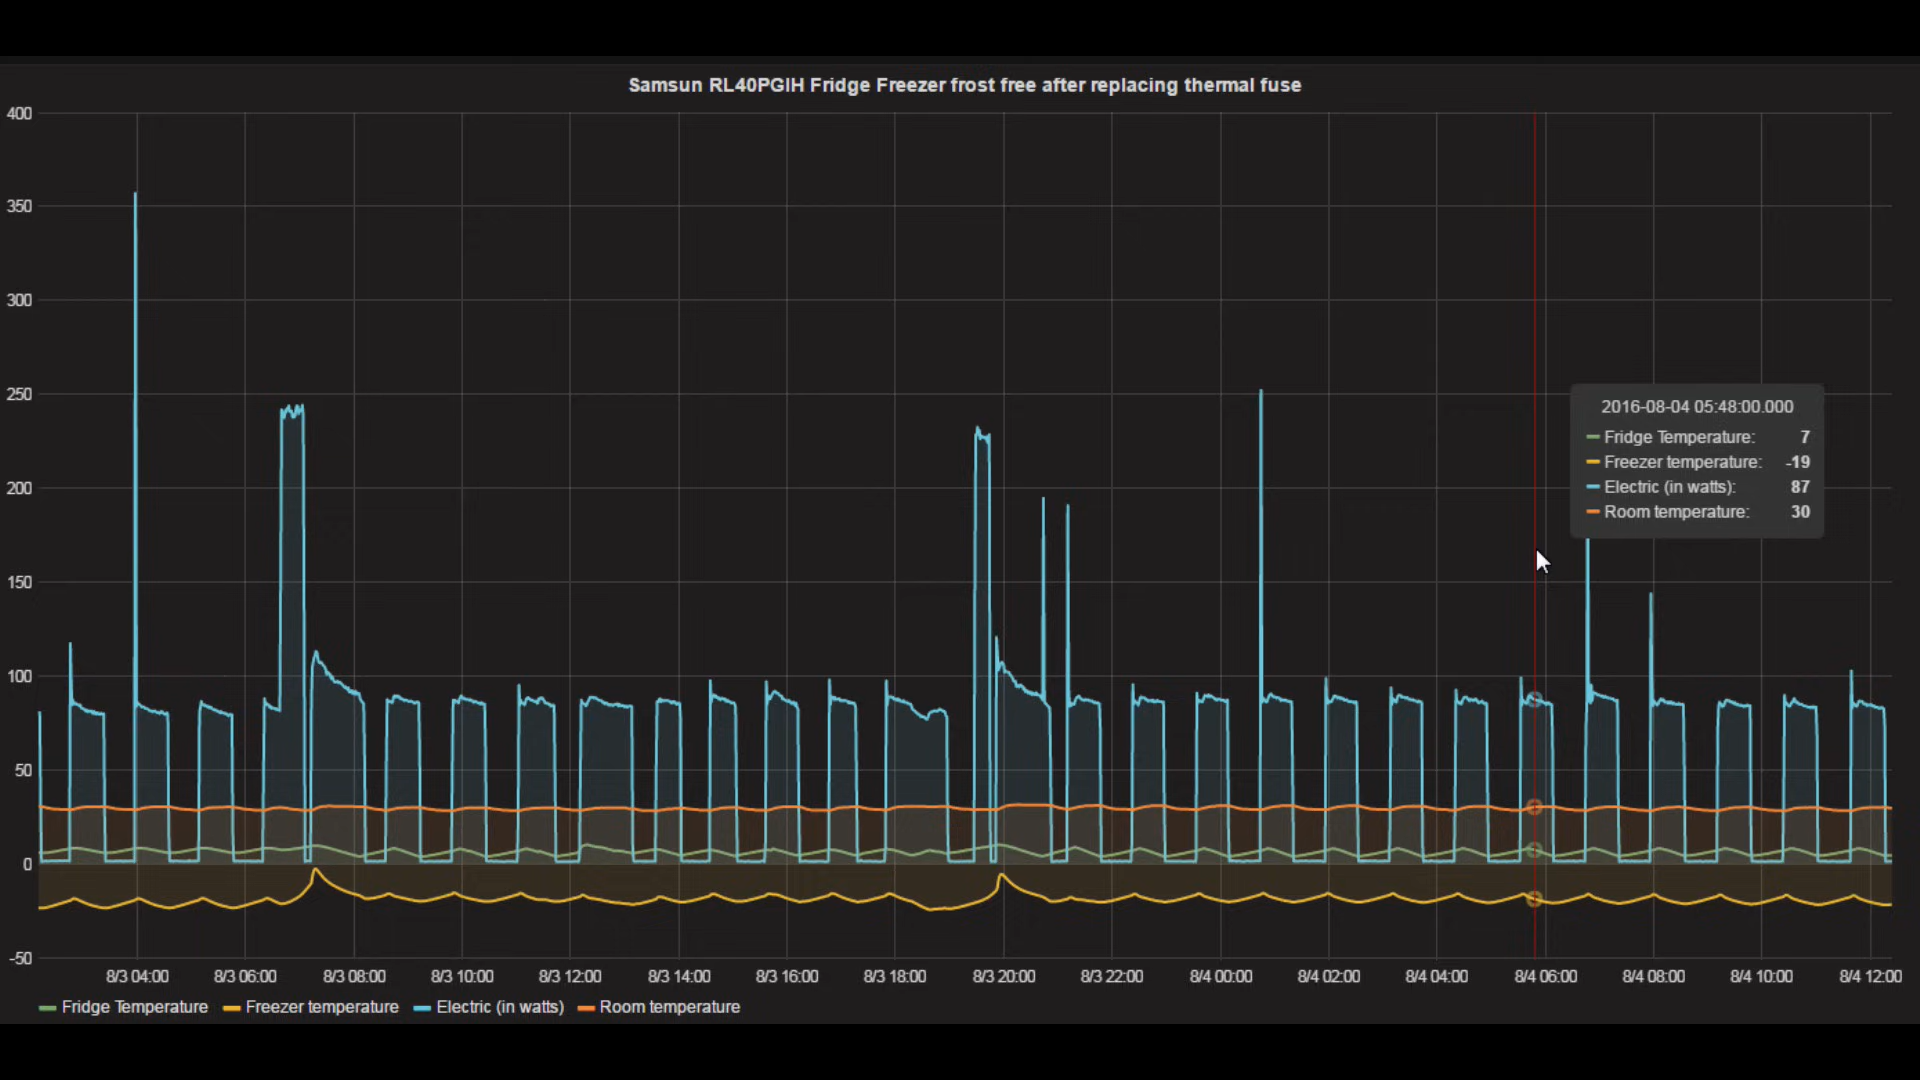 Samsun RL40PGIH Fridge Freezer frost free after replacing thermal fuse
400
350
300
250
200
150
100
50
0
-50
2016-08-04 05:48:00.000
Fridge Temperature: 7
Freezer temperature: -19
Electric (in watts): 87
Room temperature: 30
8/3 04:00 8/3 06:00 8/3 08:00 8/3 10:00 8/3 12:00 8/3 14:00 8/3 16:00 8/3 18:00 8/3 20:00 8/3 22:00 8/4 00:00 8/4 02:00 8/4 04:00 8/4 06:00 8/4 08:00 8/4 10:00 8/4 12:00
Fridge Temperature Freezer temperature Electric (in watts) Room temperature